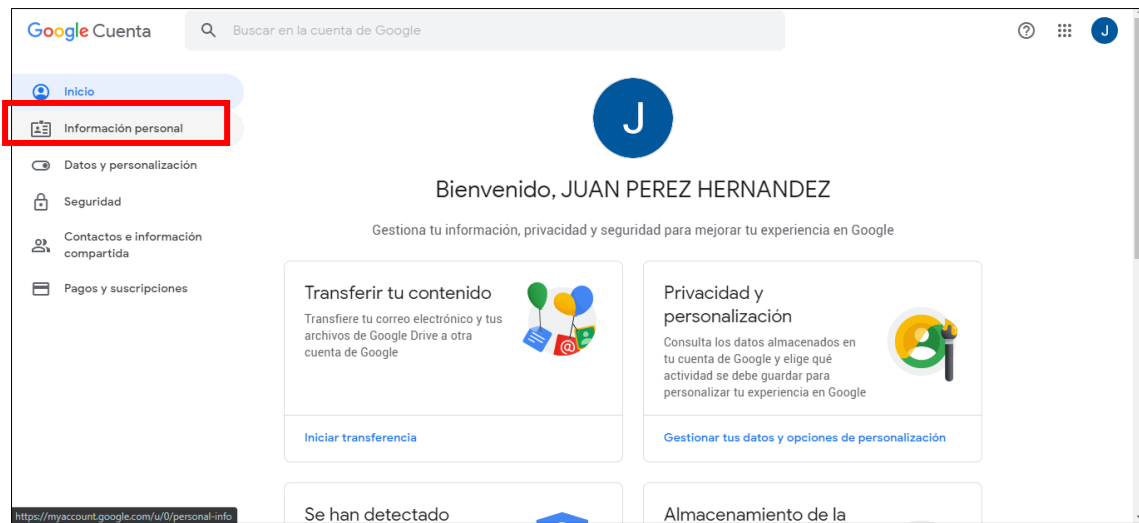 Google Cuenta
Buscar en la cuenta de Google
J
Inicio
Información personal
Datos y personalización
Seguridad
Contactos e información
compartida
Pagos y suscripciones
J
Bienvenido, JUAN PEREZ HERNANDEZ
Gestiona tu información, privacidad y seguridad para mejorar tu experiencia en Google
Transferir tu contenido
Transfiere tu correo electrónico y tus
archivos de Google Drive a otra
cuenta de Google
Iniciar transferencia
Privacidad y
personalización
Consulta los datos almacenados en
tu cuenta de Google y elige qué
actividad se debe guardar para
personalizar tu experiencia en Google
Gestionar tus datos y opciones de personalización
Se han detectado
Almacenamiento de la
https://myaccount.google.com/u/0/personal-info